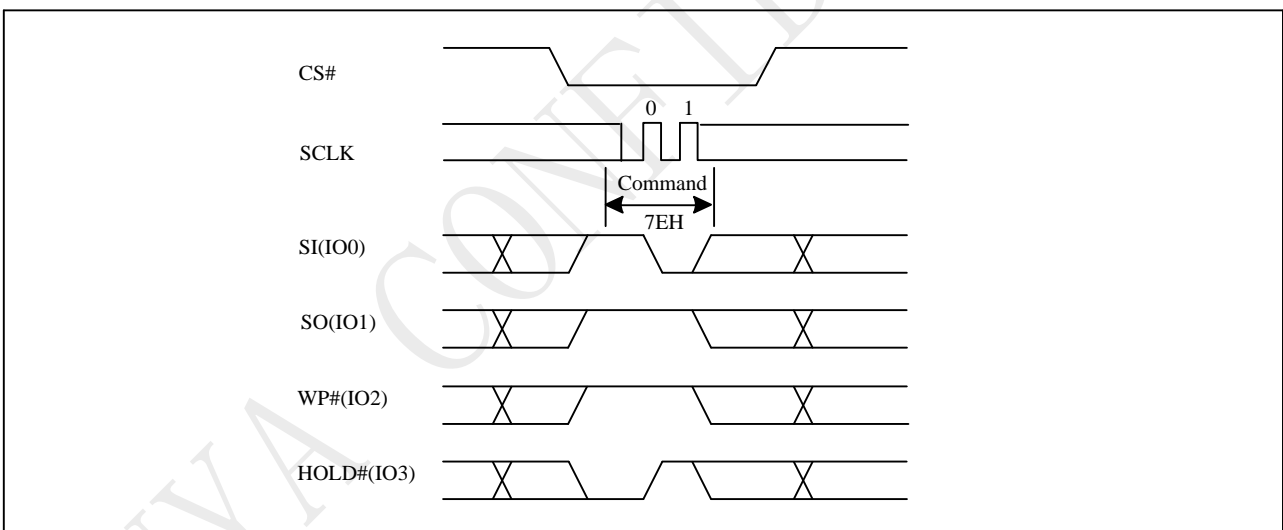 CS#
0 1
SCLK
Command
7EH
SI(IO0)
SO(IO1)
WP#(IO2)
HOLD#(IO3)